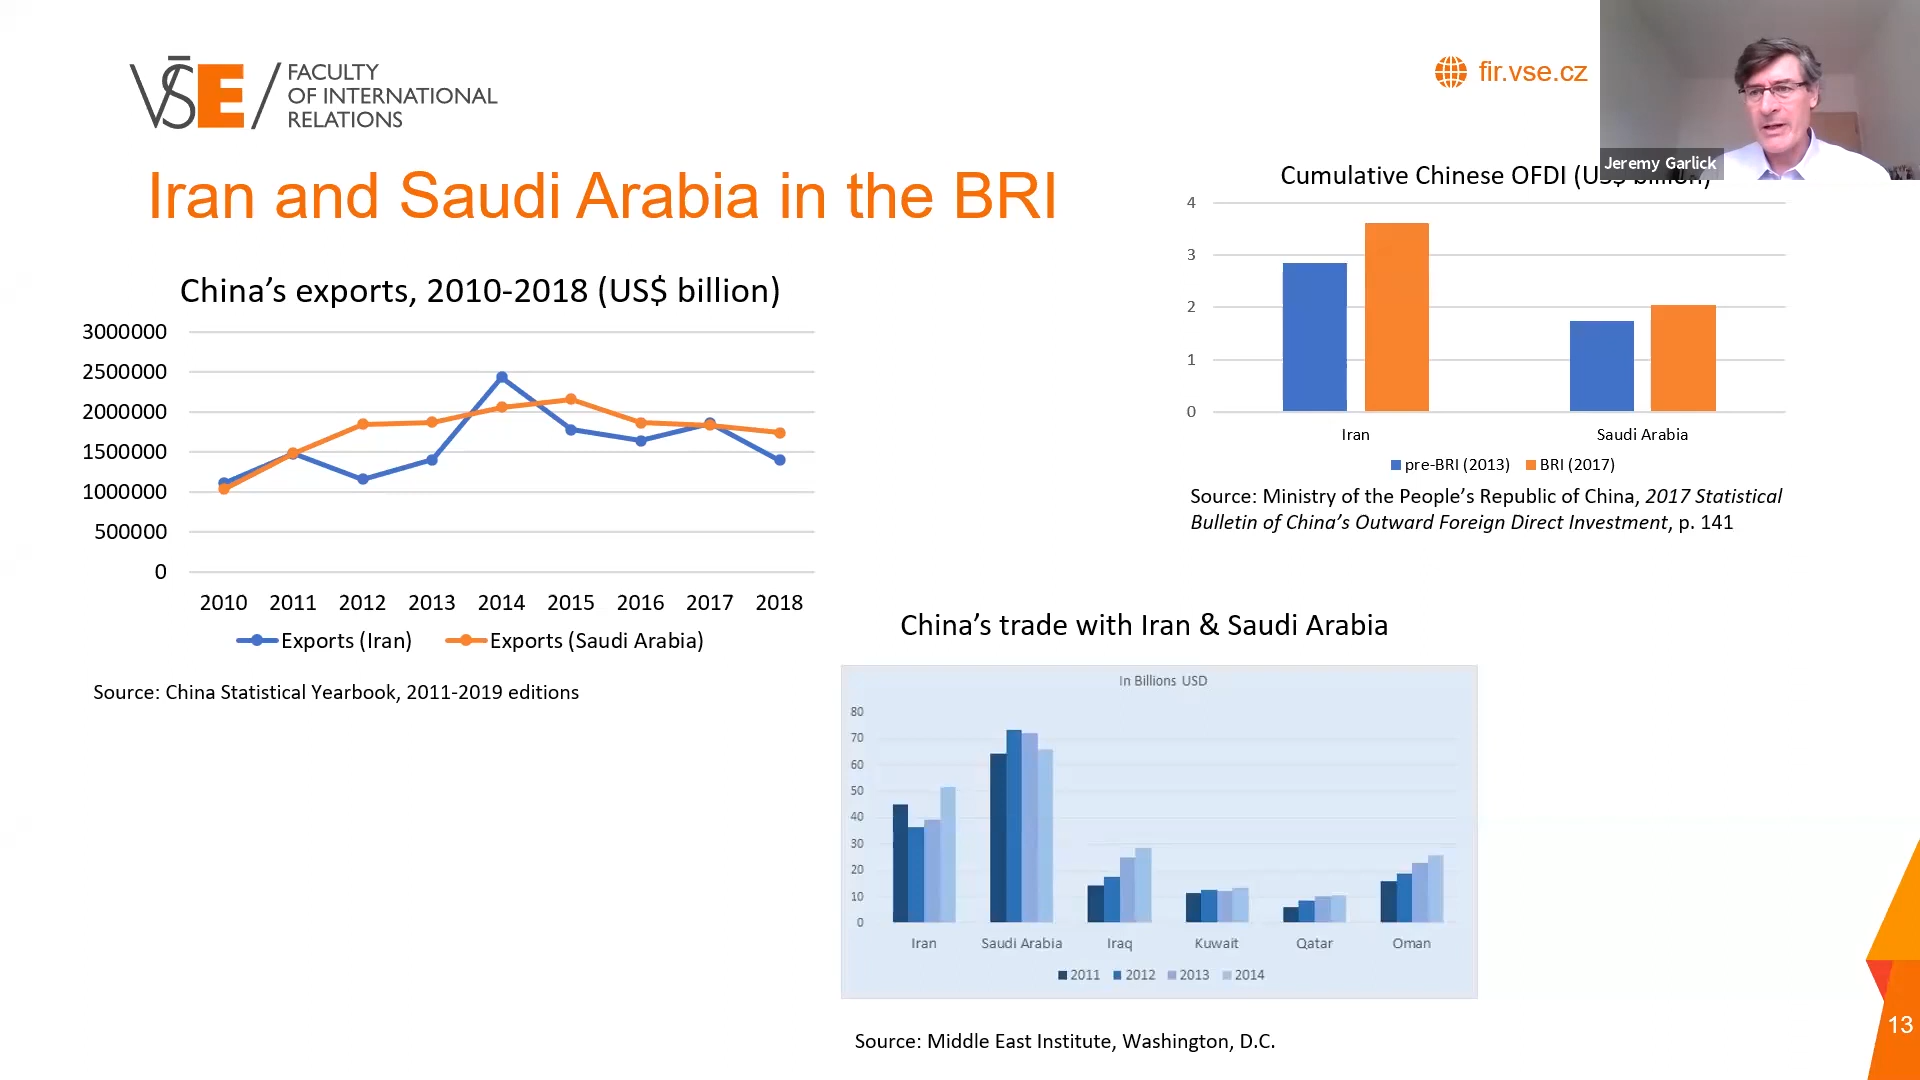 VŠE
FACULTY
OF INTERNATIONAL
RELATIONS
fir.vse.cz
Jeremy Garlick
Iran and Saudi Arabia in the BRI
China’s exports, 2010-2018 (US$ billion)
3000000
2500000
2000000
1500000
1000000
500000
0
2010 2011 2012 2013 2014 2015 2016 2017 2018
Exports (Iran) Exports (Saudi Arabia)
Source: China Statistical Yearbook, 2011-2019 editions
Cumulative Chinese OFDI (US$ billion)
4
3
2
1
0
Iran Saudi Arabia
pre-BRI (2013) BRI (2017)
Source: Ministry of the People’s Republic of China, 2017 Statistical
Bulletin of China’s Outward Foreign Direct Investment, p. 141
China’s trade with Iran & Saudi Arabia
In Billions USD
80
70
60
50
40
30
20
10
0
Iran Saudi Arabia Iraq Kuwait Qatar Oman
2011 2012 2013 2014
Source: Middle East Institute, Washington, D.C.
13